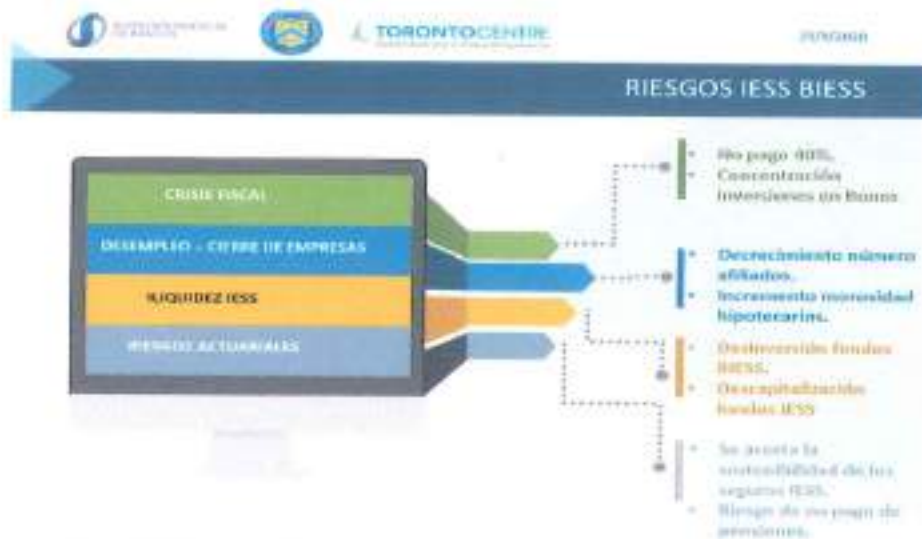 TORONTOCENTRE
RIESGOS IESS BIESS
CRISIS FISCAL
DESEMPLEO - CIERRE DE EMPRESAS
ILIQUIDEZ IESS
RIESGOS ACTUARIALES
• No pago 40%.
• Concentración
inversiones en Bonos
• Decrecimiento número
afiliados.
• Incremento morosidad
hipotecarios.
• Desinversión fondos
BIESS.
• Descapitalización
fondos IESS
• Se acorta la
sostenibilidad de los
seguros IESS.
• Riesgo de no pago de
pensiones.